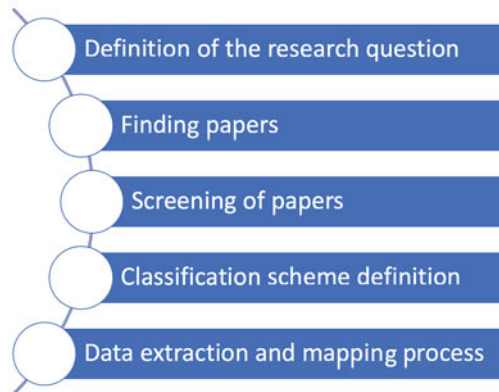 Definition of the research question
Finding papers
Screening of papers
Classification scheme definition
Data extraction and mapping process